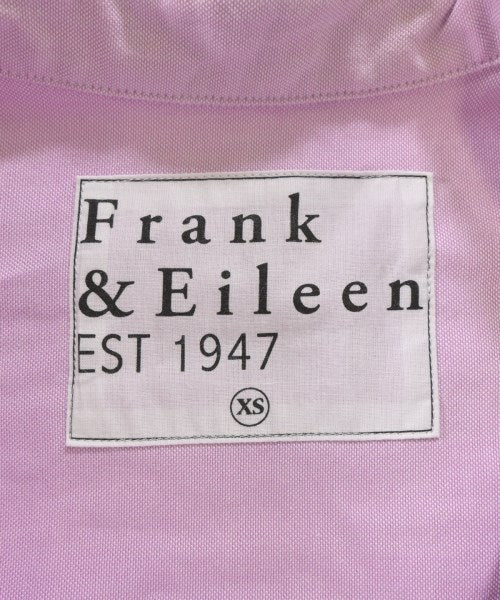 Frank
& Eileen
EST 1947
XS